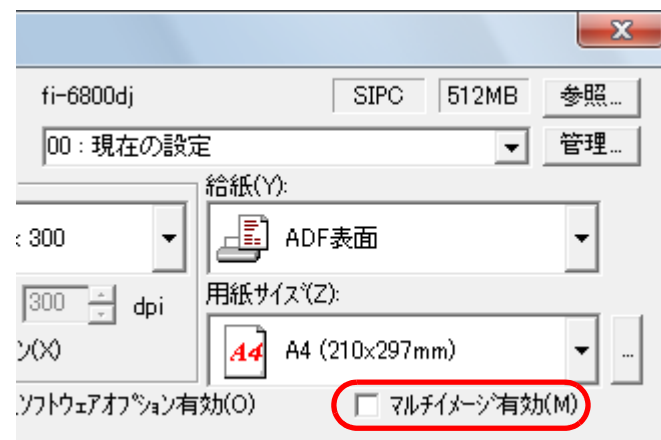 fi-6800dj SIPC 512MB 参照...
00 : 現在の設定 管理...
給紙(Y):
300 ADF表面
300 dpi 用紙サイズ(Z):
ン(X) A4 A4 (210x297mm) ...
ソフトウェアオプション有効(O) マルチイメージ有効(M)